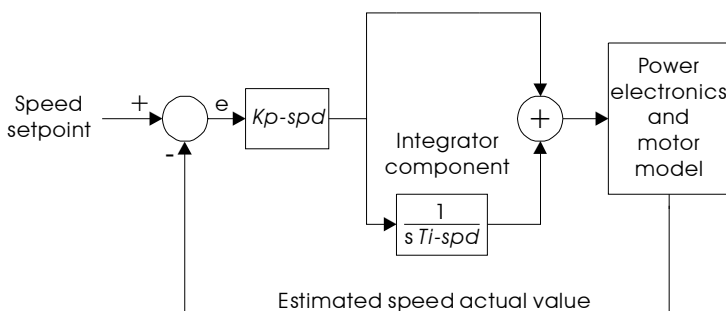 Speed
setpoint
+
-
e
Kp-spd
Integrator
component
1
s Ti-spd
+
Power
electronics
and
motor
model
Estimated speed actual value